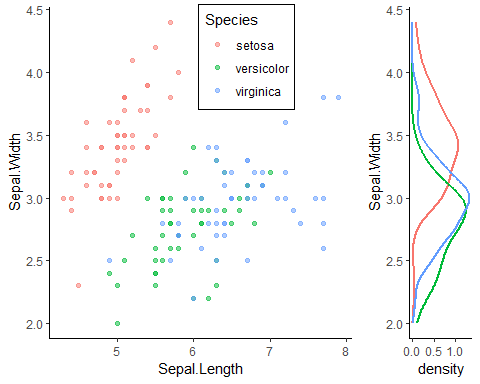 Species
setosa
versicolor
virginica
4.5
4.0
3.5
3.0
2.5
2.0
Sepal.Width
5 6 7 8
Sepal.Length
4.5
4.0
3.5
3.0
2.5
2.0
Sepal.Width
0.0 0.5 1.0
density